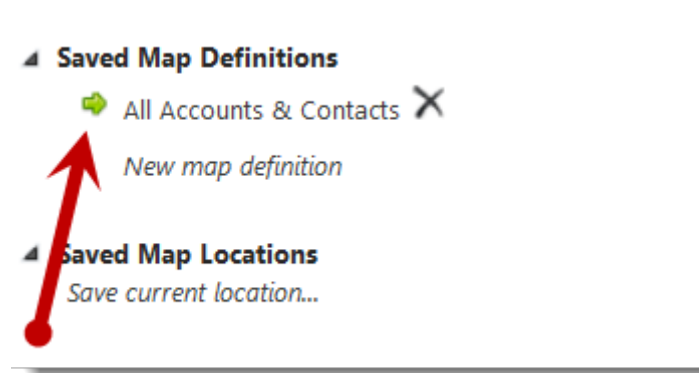 Saved Map Definitions
All Accounts & Contacts
New map definition
Saved Map Locations
Save current location...